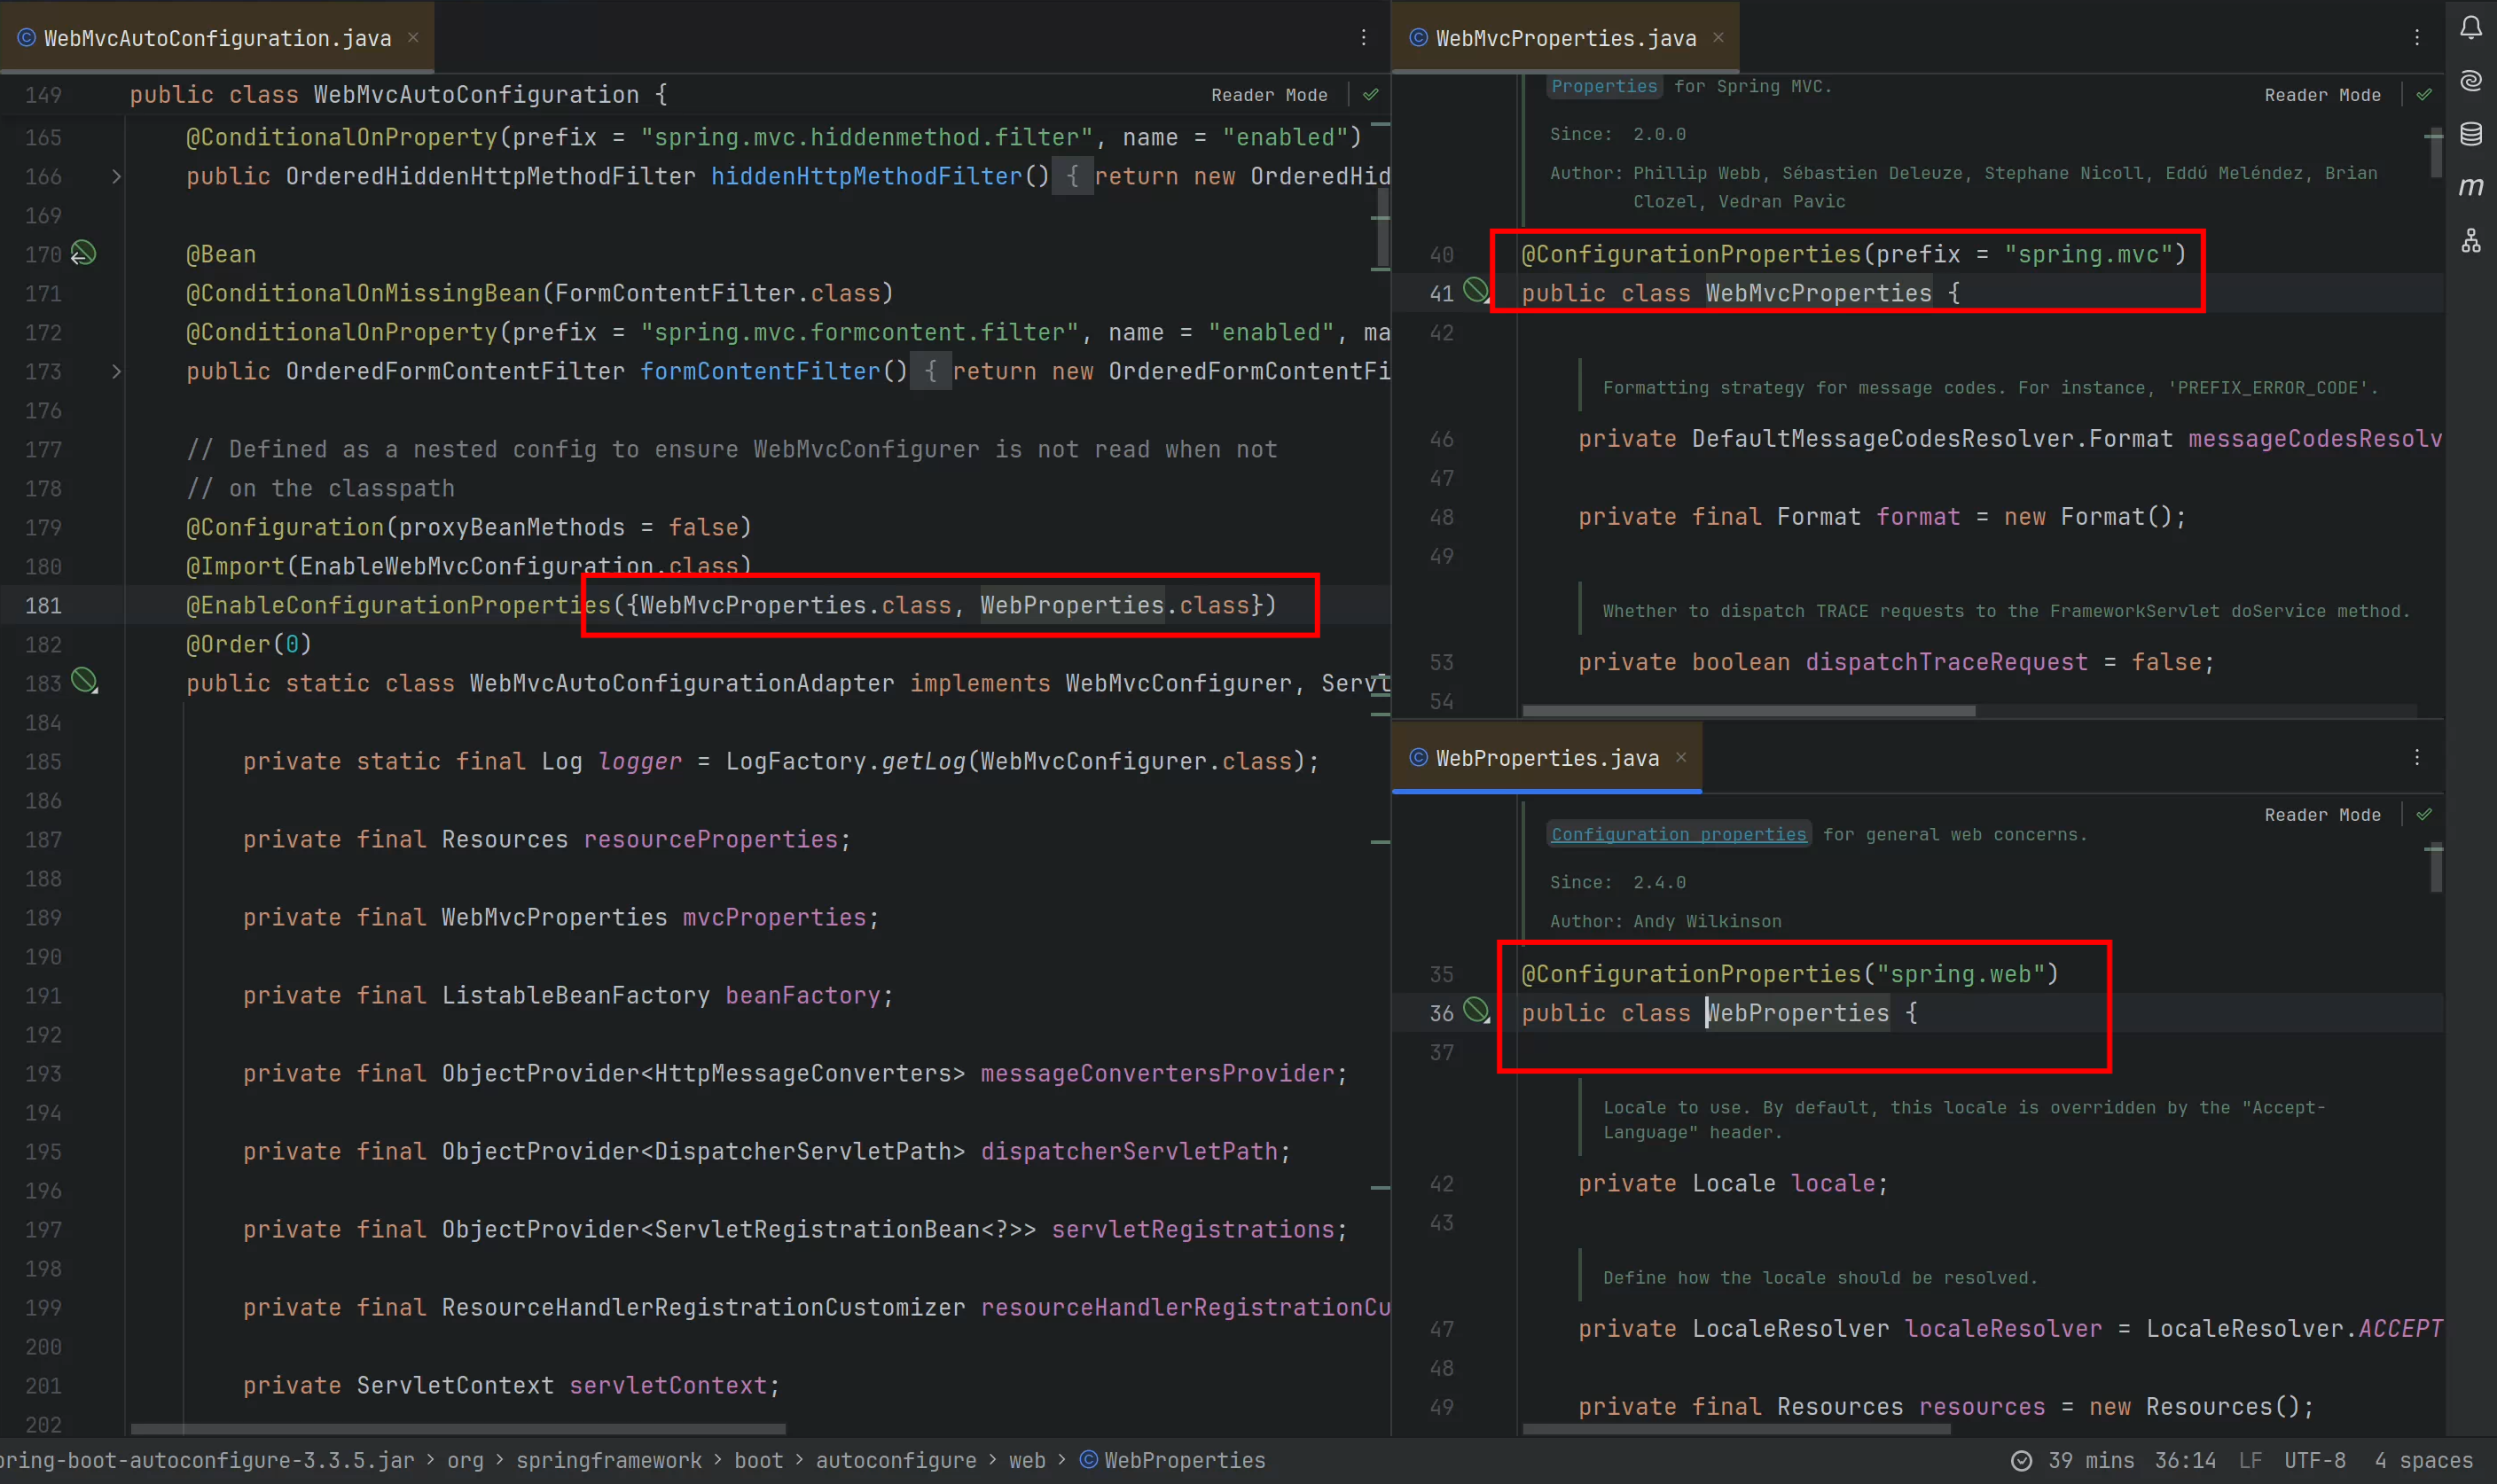 WebMvcAutoConfiguration.java
149 public class WebMvcAutoConfiguration {
Reader Mode
165 @ConditionalOnProperty(prefix = "spring.mvc.hiddenmethod.filter", name = "enabled")
166 public OrderedHiddenHttpMethodFilter hiddenHttpMethodFilter() { return new OrderedHid
169
170 @Bean
171 @ConditionalOnMissingBean(FormContentFilter.class)
172 @ConditionalOnProperty(prefix = "spring.mvc.formcontent.filter", name = "enabled", ma
173 public OrderedFormContentFilter formContentFilter() { return new OrderedFormContentFi
176
177 // Defined as a nested config to ensure WebMvcConfigurer is not read when not
178 // on the classpath
179 @Configuration(proxyBeanMethods = false)
180 @Import(EnableWebMvcConfiguration.class)
181 @EnableConfigurationProperties({WebMvcProperties.class, WebProperties.class})
182 @Order(0)
183 public static class WebMvcAutoConfigurationAdapter implements WebMvcConfigurer, Servl
184
185 private static final Log logger = LogFactory.getLog(WebMvcConfigurer.class);
186
187 private final Resources resourceProperties;
188
189 private final WebMvcProperties mvcProperties;
190
191 private final ListableBeanFactory beanFactory;
192
193 private final ObjectProvider<HttpMessageConverters> messageConvertersProvider;
194
195 private final ObjectProvider<DispatcherServletPath> dispatcherServletPath;
196
197 private final ObjectProvider<ServletRegistrationBean<?>> servletRegistrations;
198
199 private final ResourceHandlerRegistrationCustomizer resourceHandlerRegistrationCu
200
201 private ServletContext servletContext;
202
WebMvcProperties.java
Properties for Spring MVC.
Reader Mode
Since: 2.0.0
Author: Phillip Webb, Sébastien Deleuze, Stephane Nicoll, Eddú Meléndez, Brian
Clozel, Vedran Pavic
40 @ConfigurationProperties(prefix = "spring.mvc")
41 public class WebMvcProperties {
42
Formatting strategy for message codes. For instance, 'PREFIX_ERROR_CODE'.
46 private DefaultMessageCodesResolver.Format messageCodesResolv
47
48 private final Format format = new Format();
49
Whether to dispatch TRACE requests to the FrameworkServlet doService method.
53 private boolean dispatchTraceRequest = false;
54
WebProperties.java
Reader Mode
Configuration properties for general web concerns.
Since: 2.4.0
Author: Andy Wilkinson
35 @ConfigurationProperties("spring.web")
36 public class WebProperties {
37
Locale to use. By default, this locale is overridden by the "Accept-
Language" header.
42 private Locale locale;
43
Define how the locale should be resolved.
47 private LocaleResolver localeResolver = LocaleResolver.ACCEPT
48
49 private final Resources resources = new Resources();
pring-boot-autoconfigure-3.3.5.jar › org › springframework › boot › autoconfigure › web › WebProperties
39 mins 36:14 LF UTF-8 4 spaces